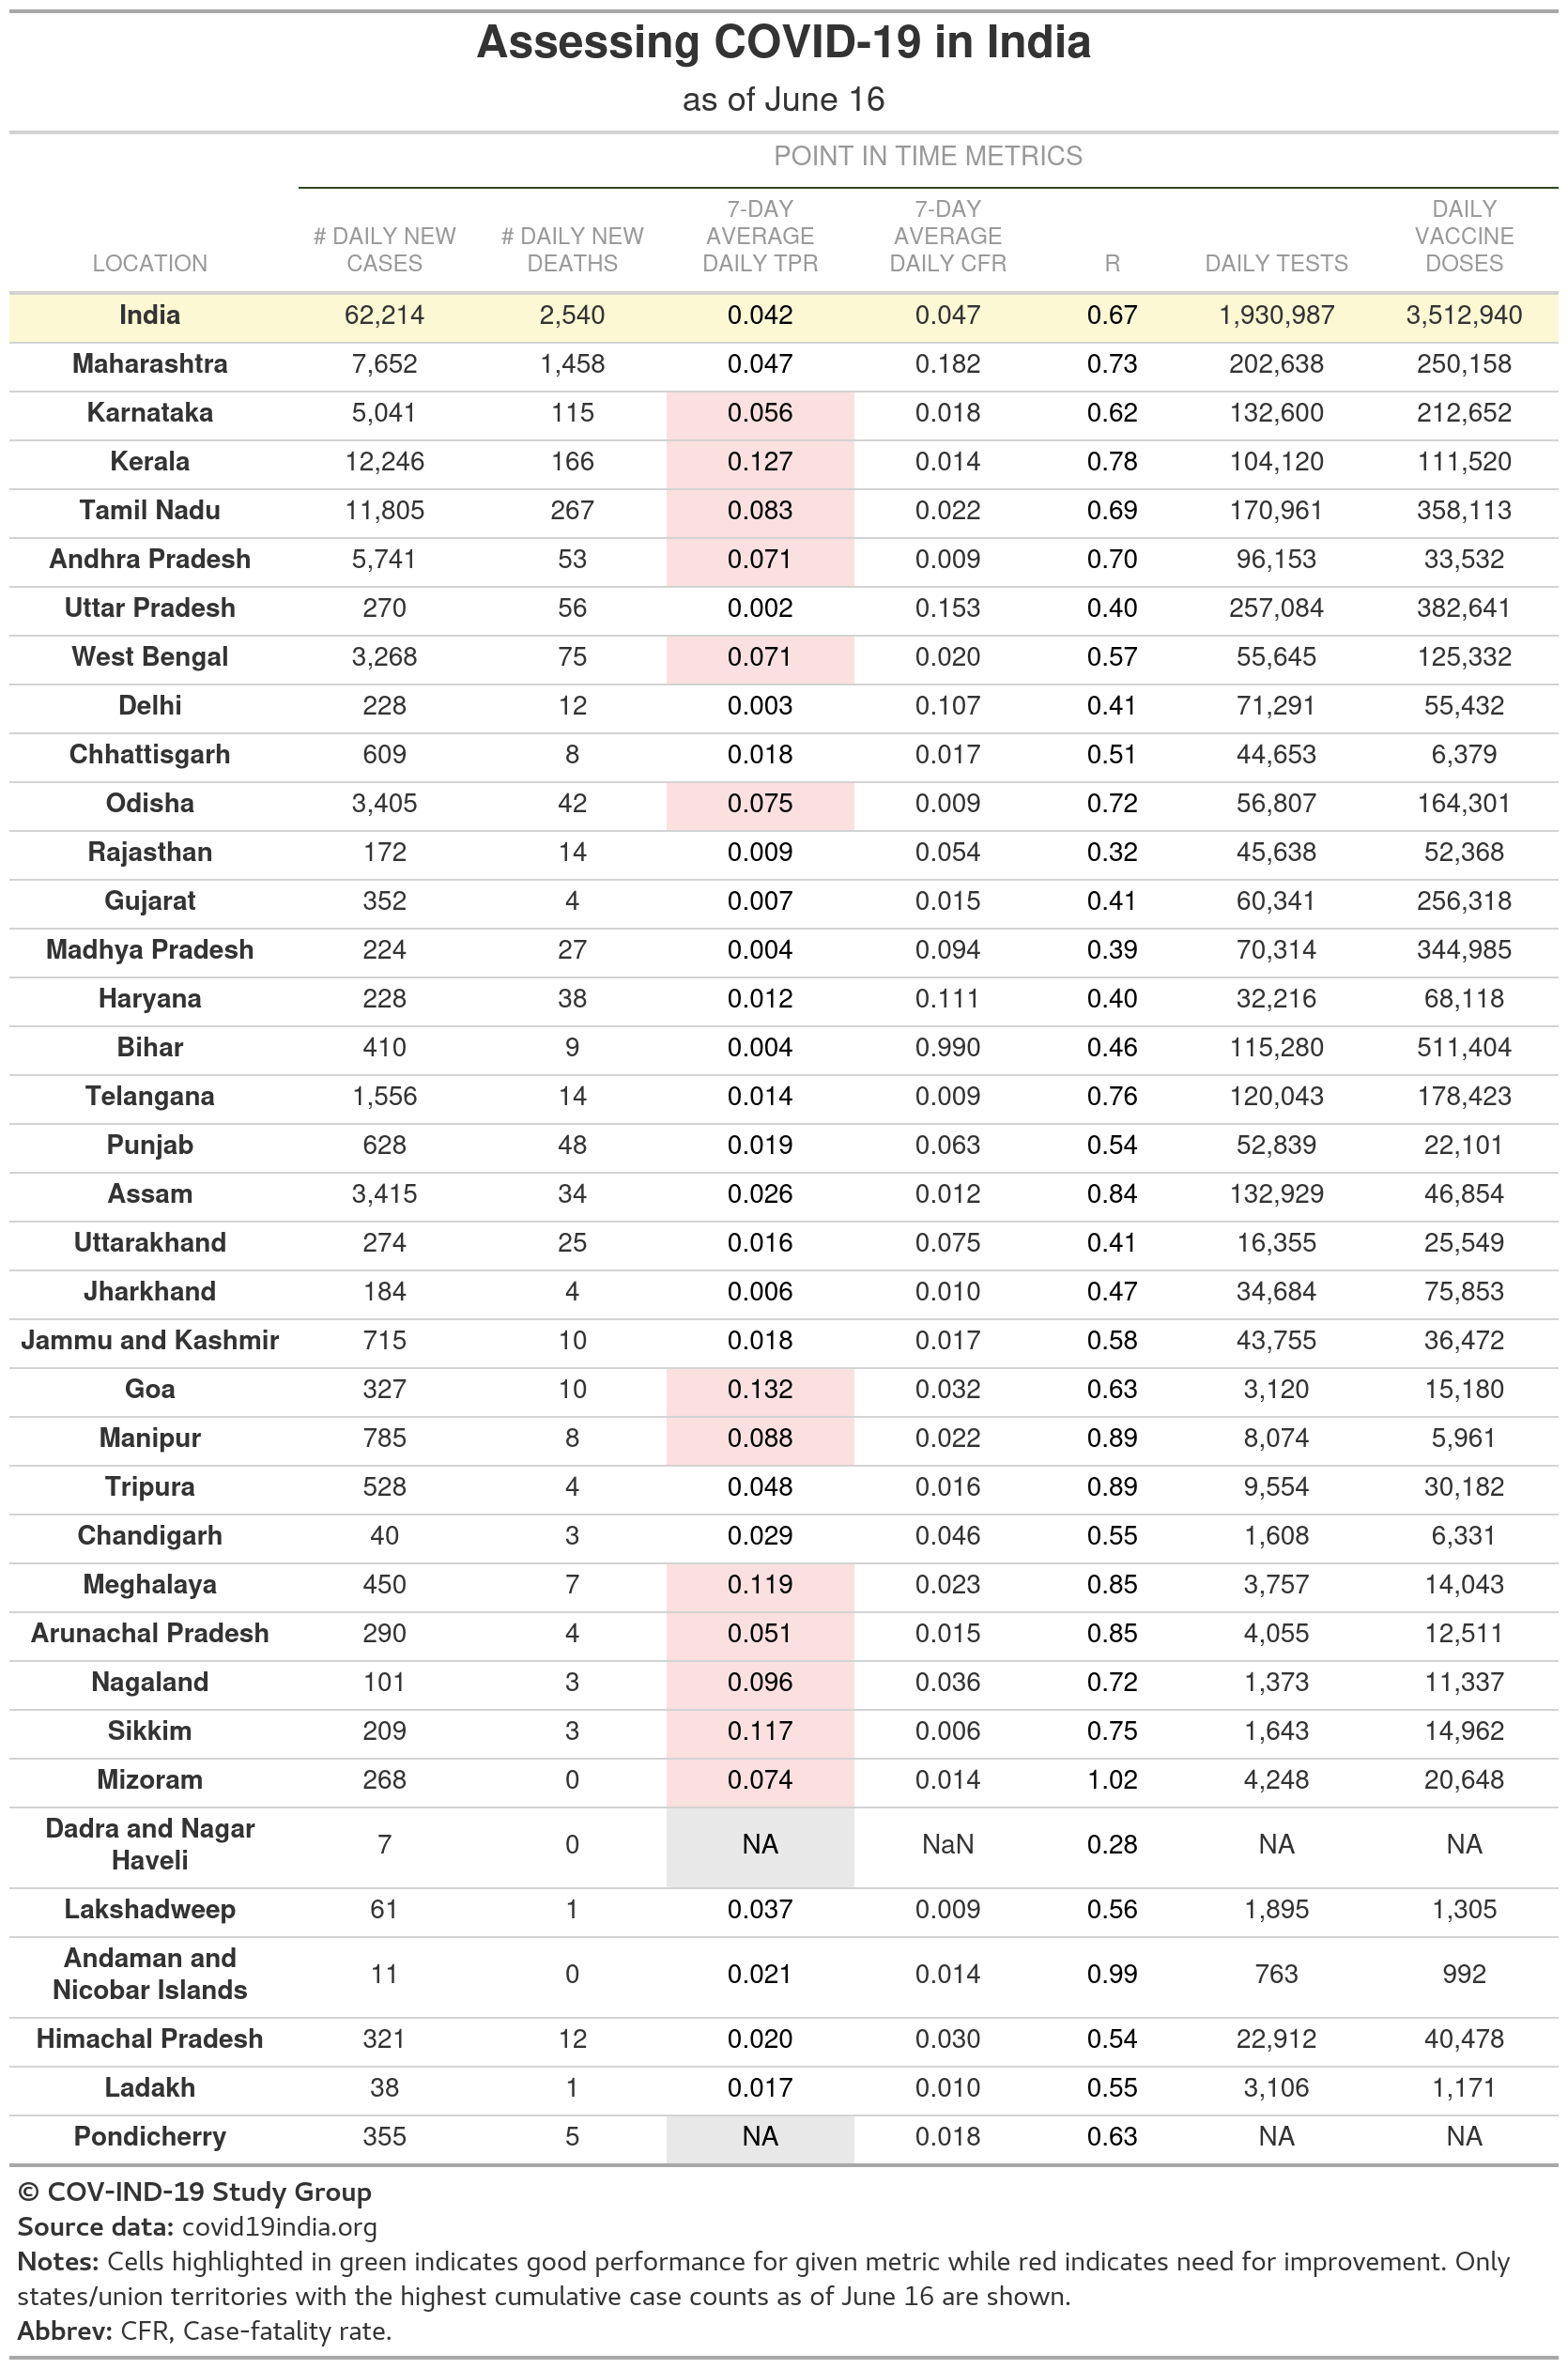 Assessing COVID-19 in India
as of June 16
POINT IN TIME METRICS
LOCATION # DAILY NEW CASES # DAILY NEW DEATHS 7-DAY AVERAGE DAILY TPR 7-DAY AVERAGE DAILY CFR R DAILY TESTS DAILY VACCINE DOSES
India 62,214 2,540 0.042 0.047 0.67 1,930,987 3,512,940
Maharashtra 7,652 1,458 0.047 0.182 0.73 202,638 250,158
Karnataka 5,041 115 0.056 0.018 0.62 132,600 212,652
Kerala 12,246 166 0.127 0.014 0.78 104,120 111,520
Tamil Nadu 11,805 267 0.083 0.022 0.69 170,961 358,113
Andhra Pradesh 5,741 53 0.071 0.009 0.70 96,153 33,532
Uttar Pradesh 270 56 0.002 0.153 0.40 257,084 382,641
West Bengal 3,268 75 0.071 0.020 0.57 55,645 125,332
Delhi 228 12 0.003 0.107 0.41 71,291 55,432
Chhattisgarh 609 8 0.018 0.017 0.51 44,653 6,379
Odisha 3,405 42 0.075 0.009 0.72 56,807 164,301
Rajasthan 172 14 0.009 0.054 0.32 45,638 52,368
Gujarat 352 4 0.007 0.015 0.41 60,341 256,318
Madhya Pradesh 224 27 0.004 0.094 0.39 70,314 344,985
Haryana 228 38 0.012 0.111 0.40 32,216 68,118
Bihar 410 9 0.004 0.990 0.46 115,280 511,404
Telangana 1,556 14 0.014 0.009 0.76 120,043 178,423
Punjab 628 48 0.019 0.063 0.54 52,839 22,101
Assam 3,415 34 0.026 0.012 0.84 132,929 46,854
Uttarakhand 274 25 0.016 0.075 0.41 16,355 25,549
Jharkhand 184 4 0.006 0.010 0.47 34,684 75,853
Jammu and Kashmir 715 10 0.018 0.017 0.58 43,755 36,472
Goa 327 10 0.132 0.032 0.63 3,120 15,180
Manipur 785 8 0.088 0.022 0.89 8,074 5,961
Tripura 528 4 0.048 0.016 0.89 9,554 30,182
Chandigarh 40 3 0.029 0.046 0.55 1,608 6,331
Meghalaya 450 7 0.119 0.023 0.85 3,757 14,043
Arunachal Pradesh 290 4 0.051 0.015 0.85 4,055 12,511
Nagaland 101 3 0.096 0.036 0.72 1,373 11,337
Sikkim 209 3 0.117 0.006 0.75 1,643 14,962
Mizoram 268 0 0.074 0.014 1.02 4,248 20,648
Dadra and Nagar Haveli 7 0 NA NaN 0.28 NA NA
Lakshadweep 61 1 0.037 0.009 0.56 1,895 1,305
Andaman and Nicobar Islands 11 0 0.021 0.014 0.99 763 992
Himachal Pradesh 321 12 0.020 0.030 0.54 22,912 40,478
Ladakh 38 1 0.017 0.010 0.55 3,106 1,171
Pondicherry 355 5 NA 0.018 0.63 NA NA
© COV-IND-19 Study Group
Source data: covid19india.org
Notes: Cells highlighted in green indicates good performance for given metric while red indicates need for improvement. Only
states/union territories with the highest cumulative case counts as of June 16 are shown.
Abbrev: CFR, Case-fatality rate.